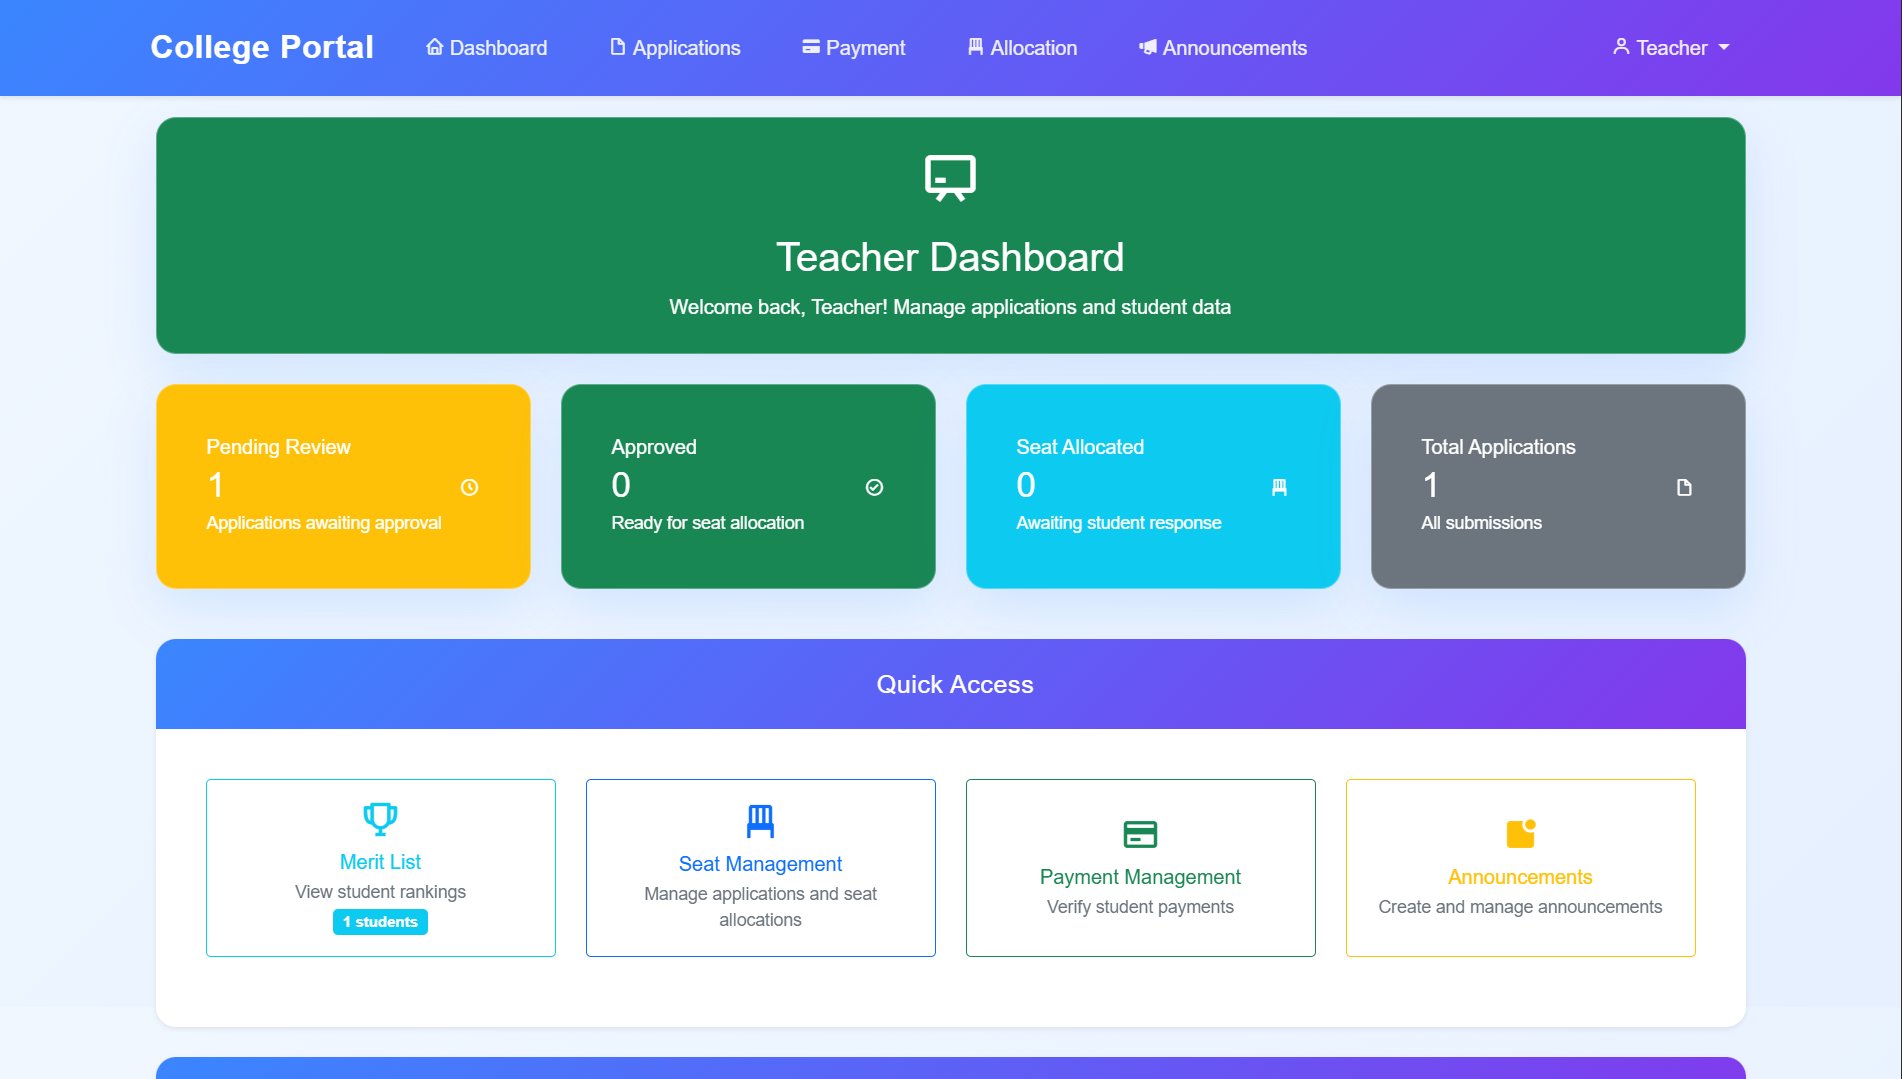 College Portal
Dashboard
Applications
Payment
Allocation
Announcements
Teacher
Teacher Dashboard
Welcome back, Teacher! Manage applications and student data
Pending Review
1
Applications awaiting approval
Approved
0
Ready for seat allocation
Seat Allocated
0
Awaiting student response
Total Applications
1
All submissions
Quick Access
Merit List
View student rankings
1 students
Seat Management
Manage applications and seat
allocations
Payment Management
Verify student payments
Announcements
Create and manage announcements